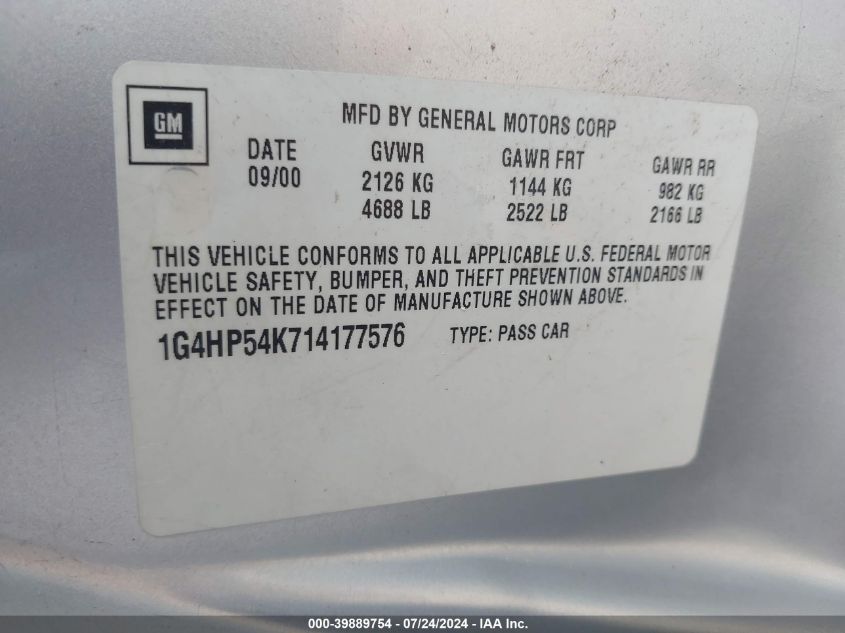 GM
MFD BY GENERAL MOTORS CORP
DATE GVWR GAWR FRT GAWR RR
09/00 2126 KG 1144 KG 982 KG
4688 LB 2522 LB 2166 LB
THIS VEHICLE CONFORMS TO ALL APPLICABLE U.S. FEDERAL MOTOR
VEHICLE SAFETY, BUMPER, AND THEFT PREVENTION STANDARDS IN
EFFECT ON THE DATE OF MANUFACTURE SHOWN ABOVE.
1G4HP54K714177576 TYPE: PASS CAR
000-39889754 - 07/24/2024 - IAA Inc.